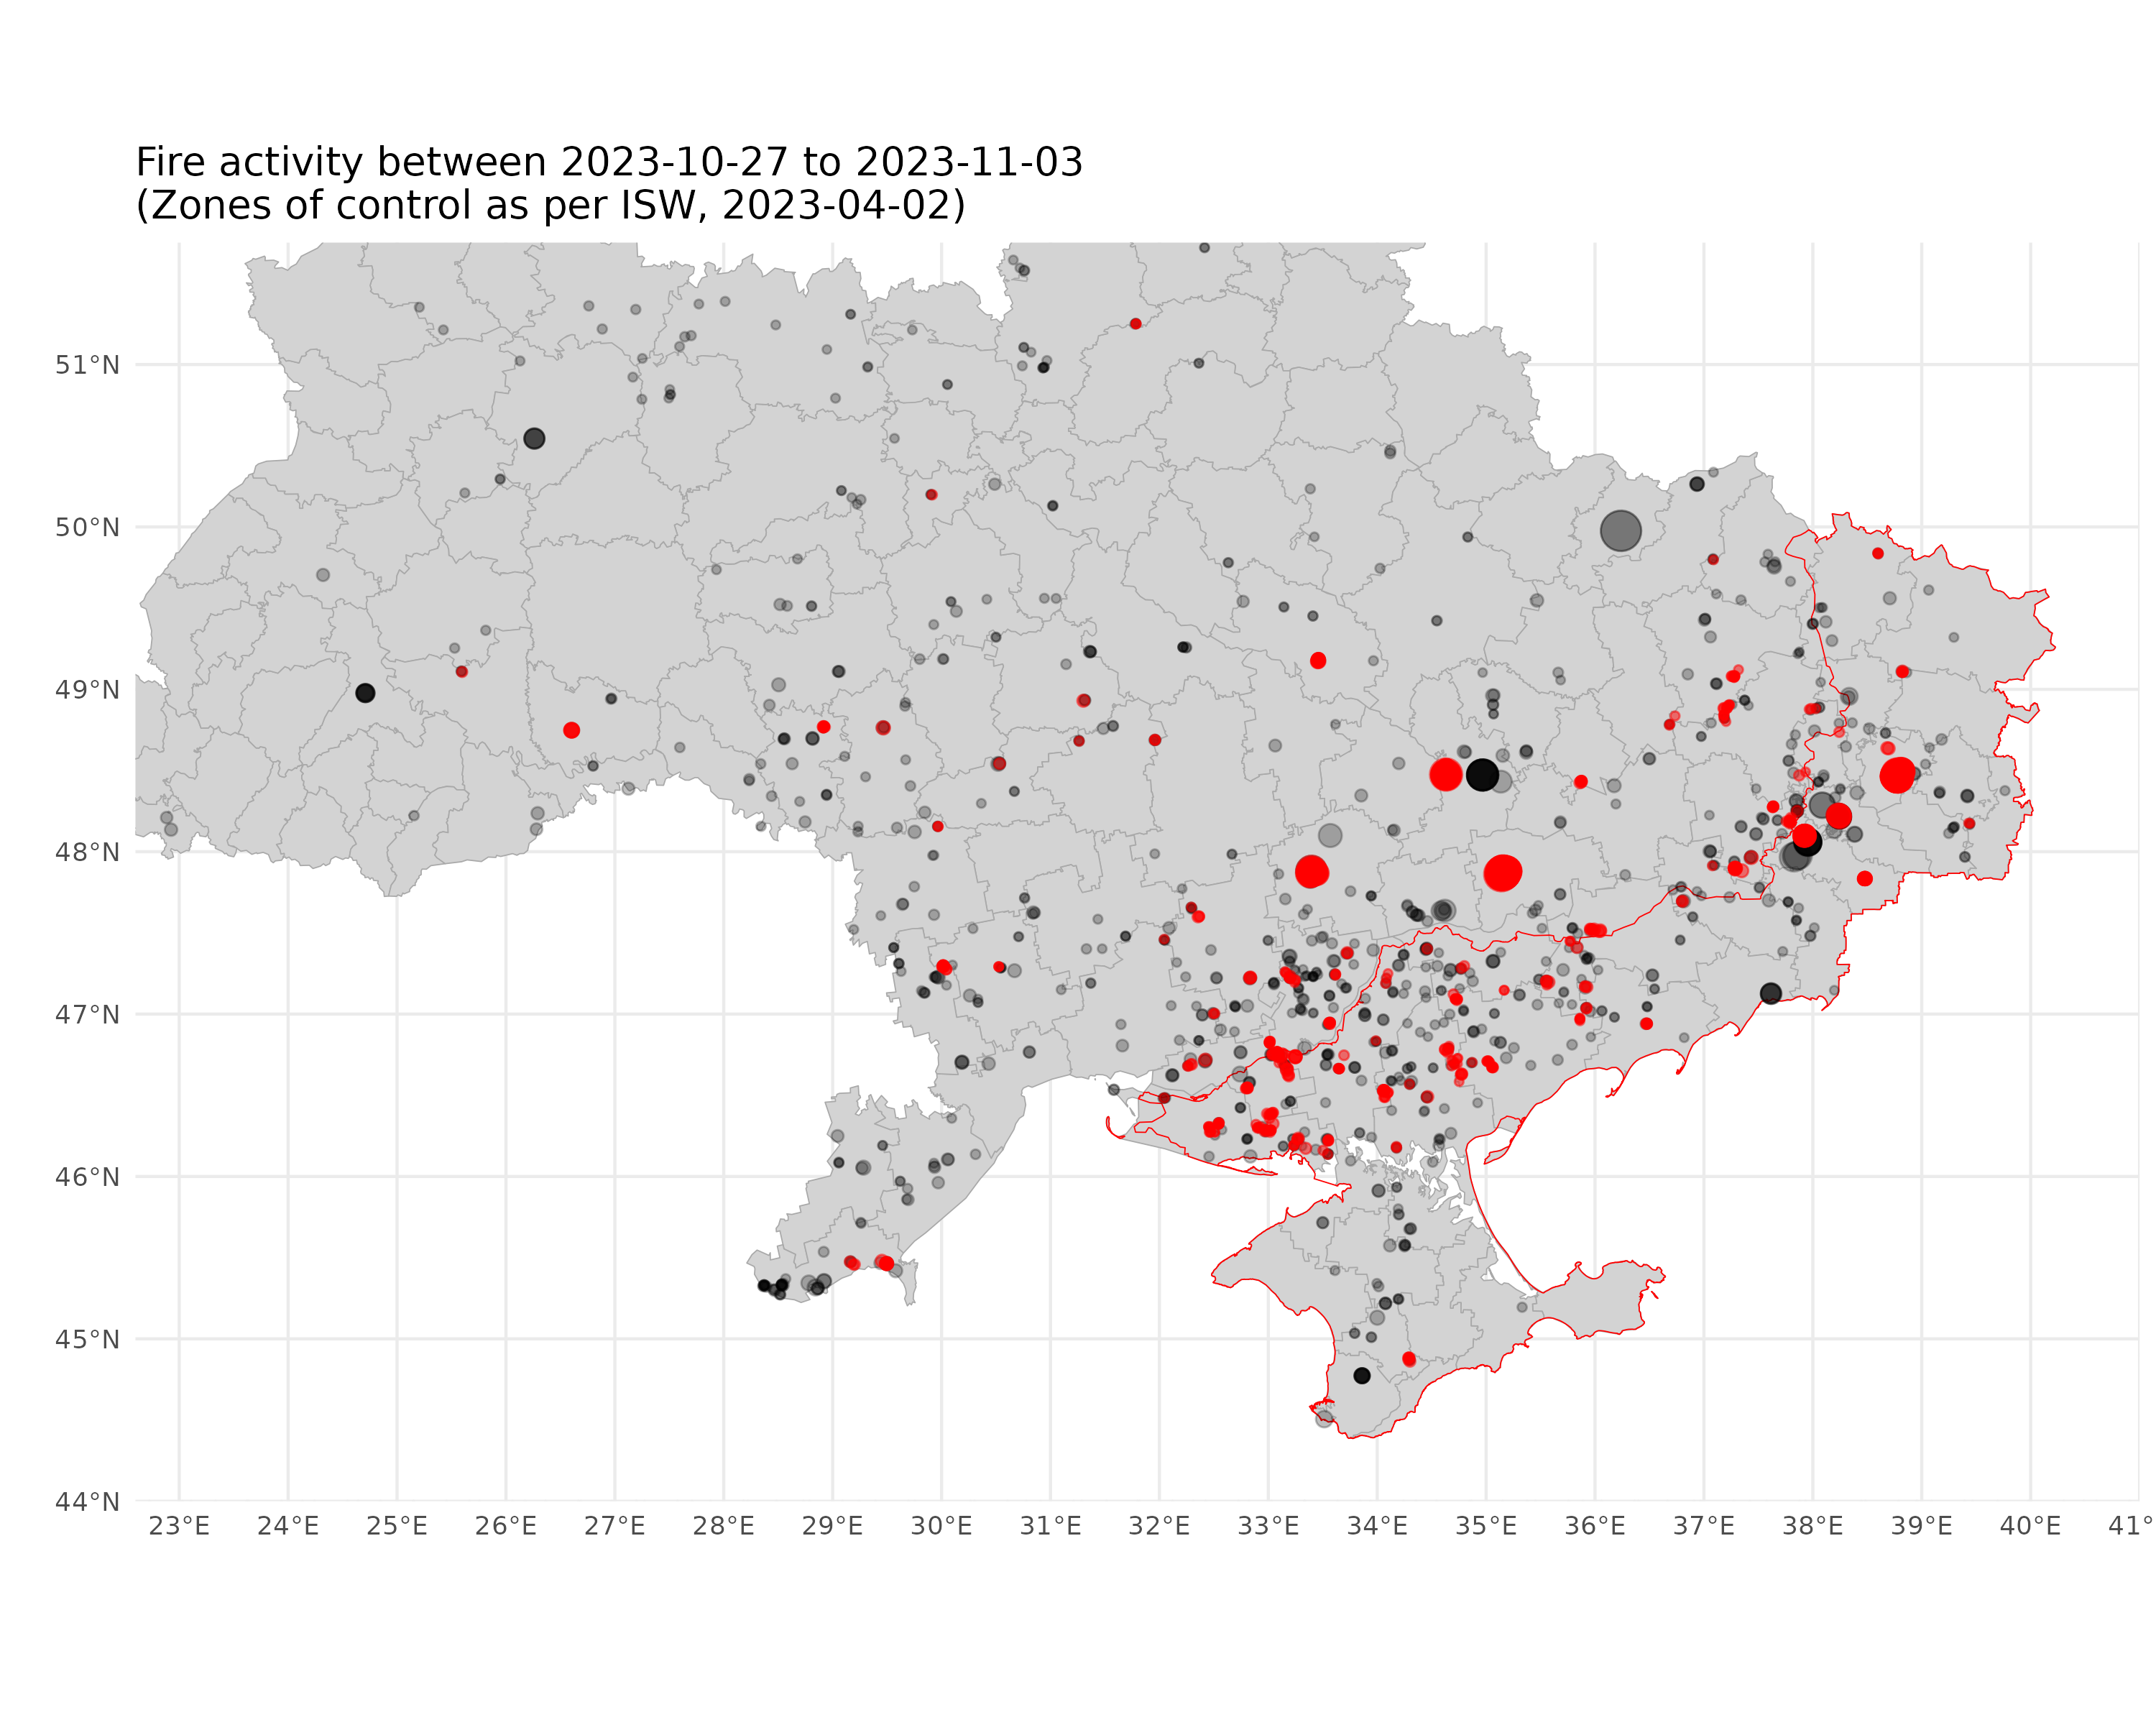 Fire activity between 2023-10-27 to 2023-11-03
(Zones of control as per ISW, 2023-04-02)
51°N
50°N
49°N
48°N
47°N
46°N
45°N
44°N
23°E 24°E 25°E 26°E 27°E 28°E 29°E 30°E 31°E 32°E 33°E 34°E 35°E 36°E 37°E 38°E 39°E 40°E 41°